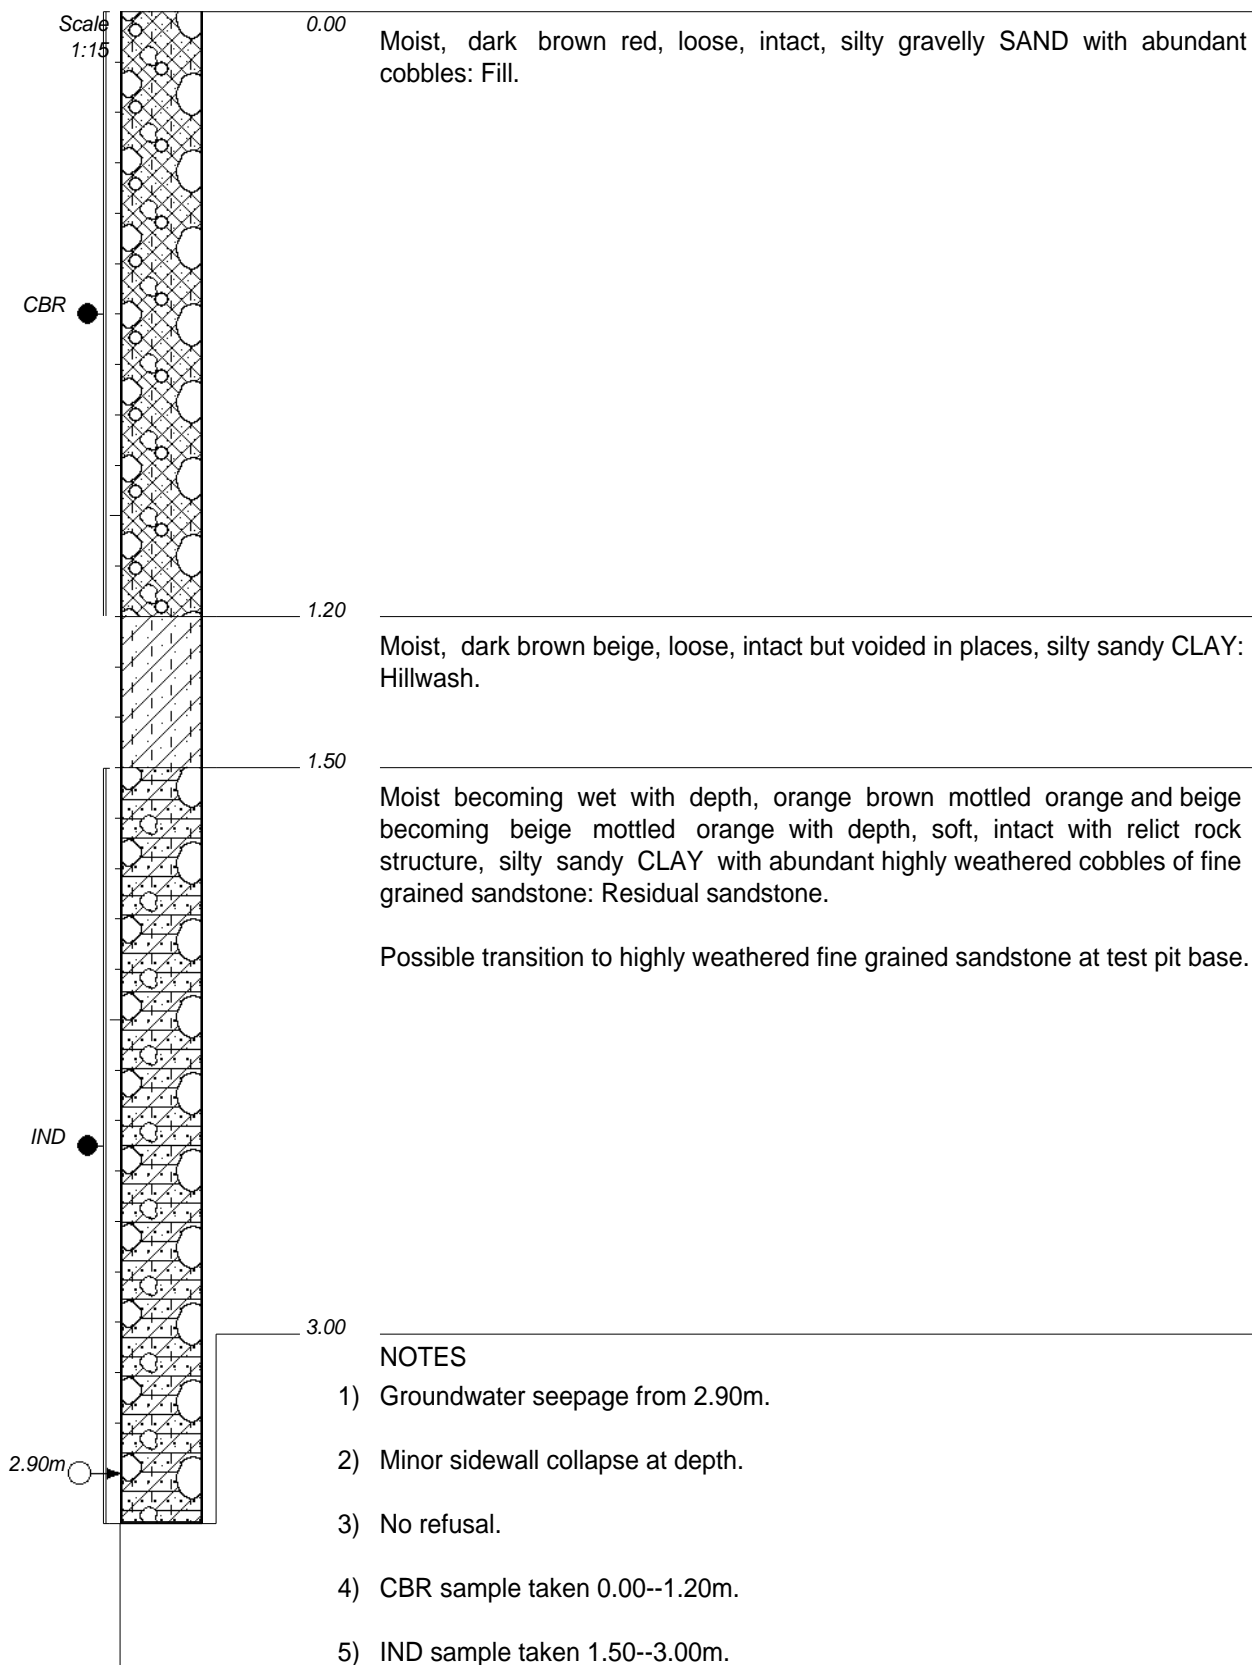 Scale
1:15
0.00
Moist, dark brown red, loose, intact, silty gravelly SAND with abundant
cobbles: Fill.
CBR
1.20
Moist, dark brown beige, loose, intact but voided in places, silty sandy CLAY:
Hillwash.
1.50
Moist becoming wet with depth, orange brown mottled orange and beige
becoming beige mottled orange with depth, soft, intact with relict rock
structure, silty sandy CLAY with abundant highly weathered cobbles of fine
grained sandstone: Residual sandstone.
Possible transition to highly weathered fine grained sandstone at test pit base.
IND
3.00
NOTES
1) Groundwater seepage from 2.90m.
2.90m
2) Minor sidewall collapse at depth.
3) No refusal.
4) CBR sample taken 0.00--1.20m.
5) IND sample taken 1.50--3.00m.